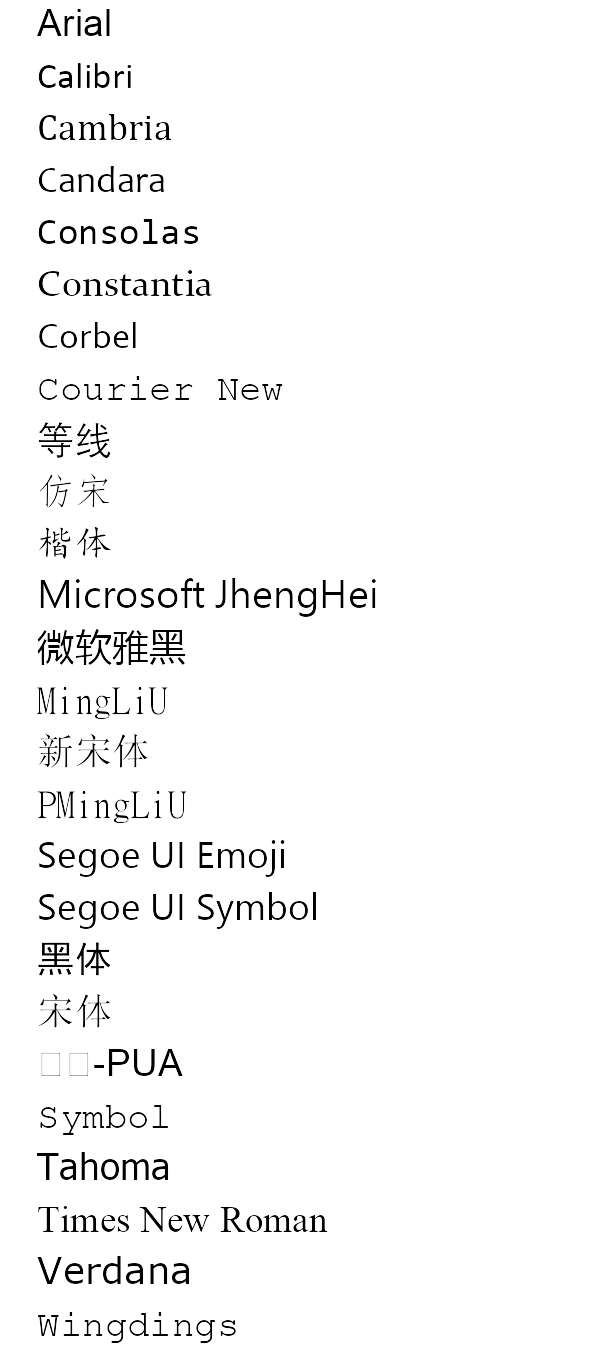 Arial
Calibri
Cambria
Candara
Consolas
Constantia
Corbel
Courier New
等线
仿宋
楷体
Microsoft JhengHei
微软雅黑
MingLiU
新宋体
PMingLiU
Segoe UI Emoji
Segoe UI Symbol
黑体
宋体
□□-PUA
Symbol
Tahoma
Times New Roman
Verdana
Wingdings